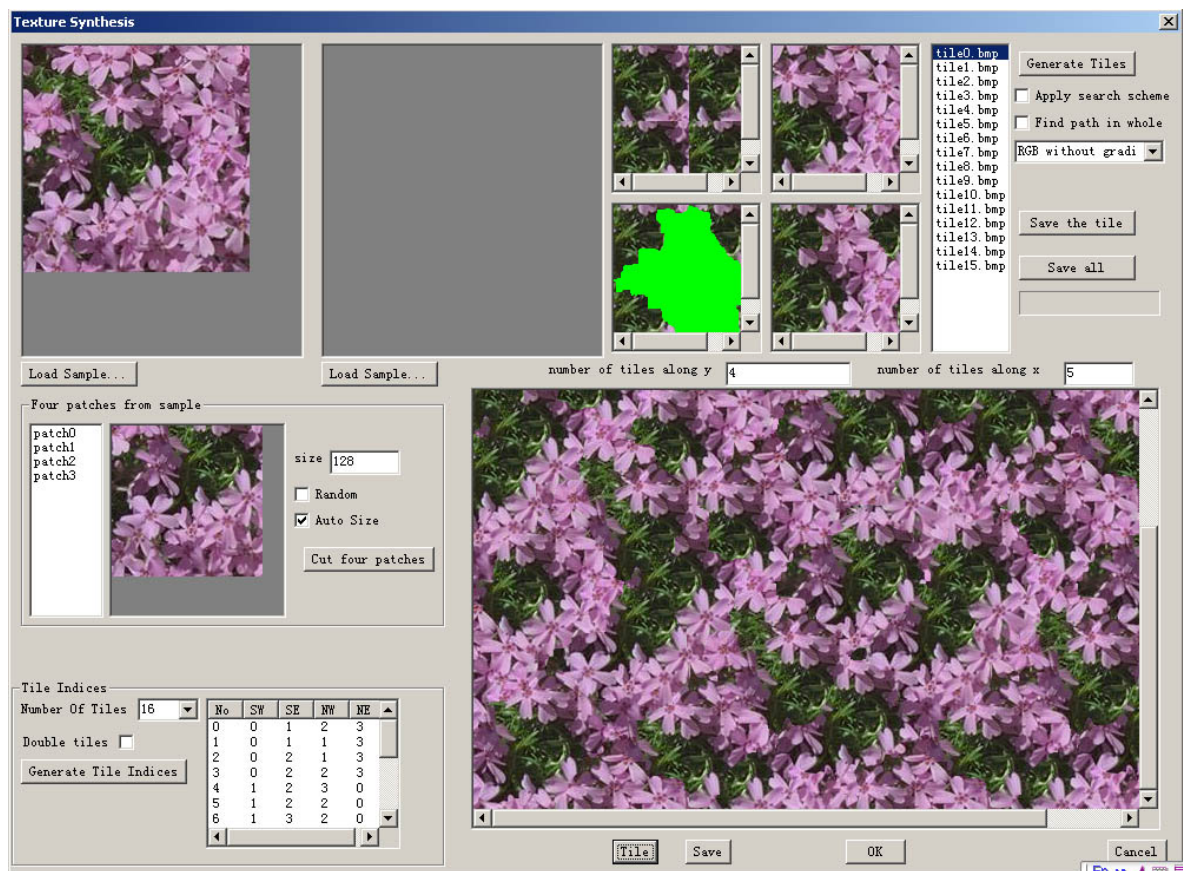 Texture Synthesis
tile0.bmp
tile1.bmp
tile2.bmp
tile3.bmp
tile4.bmp
tile5.bmp
tile6.bmp
tile7.bmp
tile8.bmp
tile9.bmp
tile10.bmp
tile11.bmp
tile12.bmp
tile13.bmp
tile14.bmp
tile15.bmp
Generate Tiles
Apply search scheme
Find path in whole
RGB without gradi
Save the tile
Save all
Load Sample...
Load Sample...
number of tiles along y 4
number of tiles along x 5
Four patches from sample
patch0
patch1
patch2
patch3
size 128
Random
Auto Size
Cut four patches
Tile Indices
Number Of Tiles 16
Double tiles
Generate Tile Indices
No SW SE NW NE
0 0 1 2 3
1 0 1 1 3
2 0 2 1 3
3 0 2 2 3
4 1 2 3 0
5 1 2 2 0
6 1 3 2 0
Tile
Save
OK
Cancel